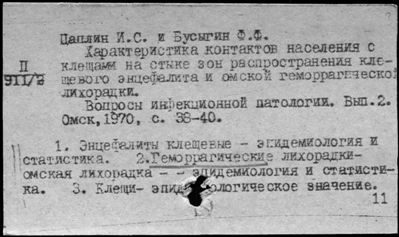 Цаплин И.С. и Бусыгин Ф.Ф.
Характеристика контактов населения с
II клещами на стыке зон распространения кле-
911/2 щевого энцефалита и омской геморрагической
лихорадки.
Вопросы инфекционной патологии. Вып.2.
Омск,1970, с. 38-40.
1. Энцефалиты клещевые - эпидемиология и
статистика. 2.Геморрагические лихорадки-
омская лихорадка - - эпидемиология и статисти-
ка. 3. Клещи- эпидемиологическое значение.
11